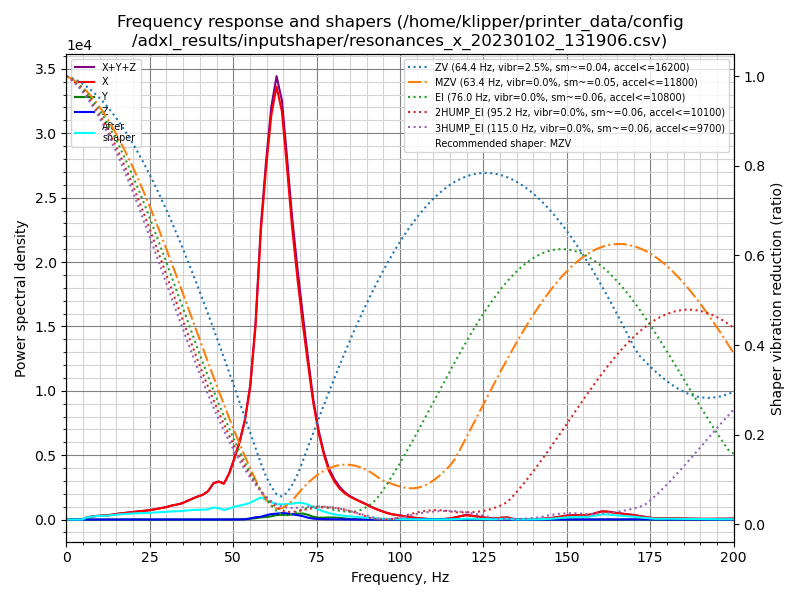 Frequency response and shapers (/home/klipper/printer_data/config
/adxl_results/inputshaper/resonances_x_20230102_131906.csv)
1e4
X+Y+Z
X
Y
Z
After
shaper
ZV (64.4 Hz, vibr=2.5%, sm~=0.04, accel<=16200)
MZV (63.4 Hz, vibr=0.0%, sm~=0.05, accel<=11800)
EI (76.0 Hz, vibr=0.0%, sm~=0.06, accel<=10800)
2HUMP_EI (95.2 Hz, vibr=0.0%, sm~=0.06, accel<=10100)
3HUMP_EI (115.0 Hz, vibr=0.0%, sm~=0.06, accel<=9700)
Recommended shaper: MZV
3.5
3.0
2.5
2.0
1.5
1.0
0.5
0.0
Power spectral density
1.0
0.8
0.6
0.4
0.2
0.0
Shaper vibration reduction (ratio)
0 25 50 75 100 125 150 175 200
Frequency, Hz